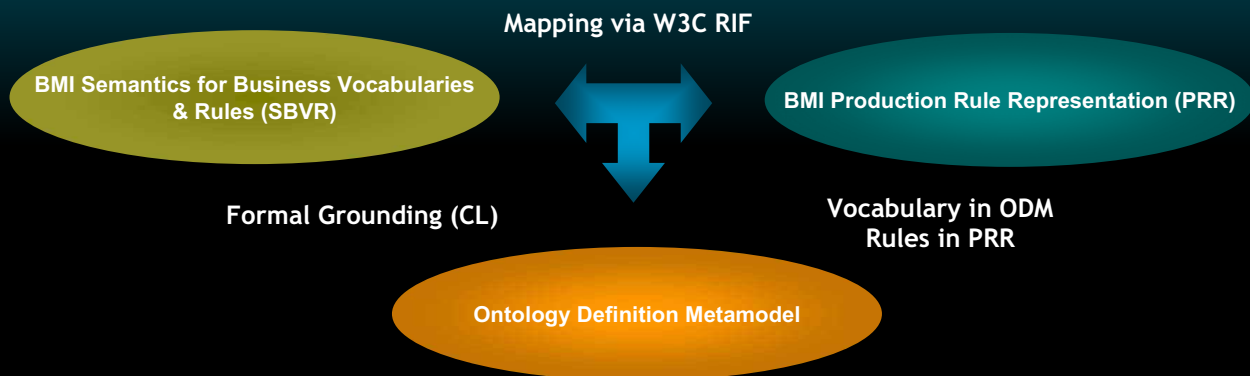 Mapping via W3C RIF
BMI Semantics for Business Vocabularies
& Rules (SBVR)
BMI Production Rule Representation (PRR)
Formal Grounding (CL)
Vocabulary in ODM
Rules in PRR
Ontology Definition Metamodel